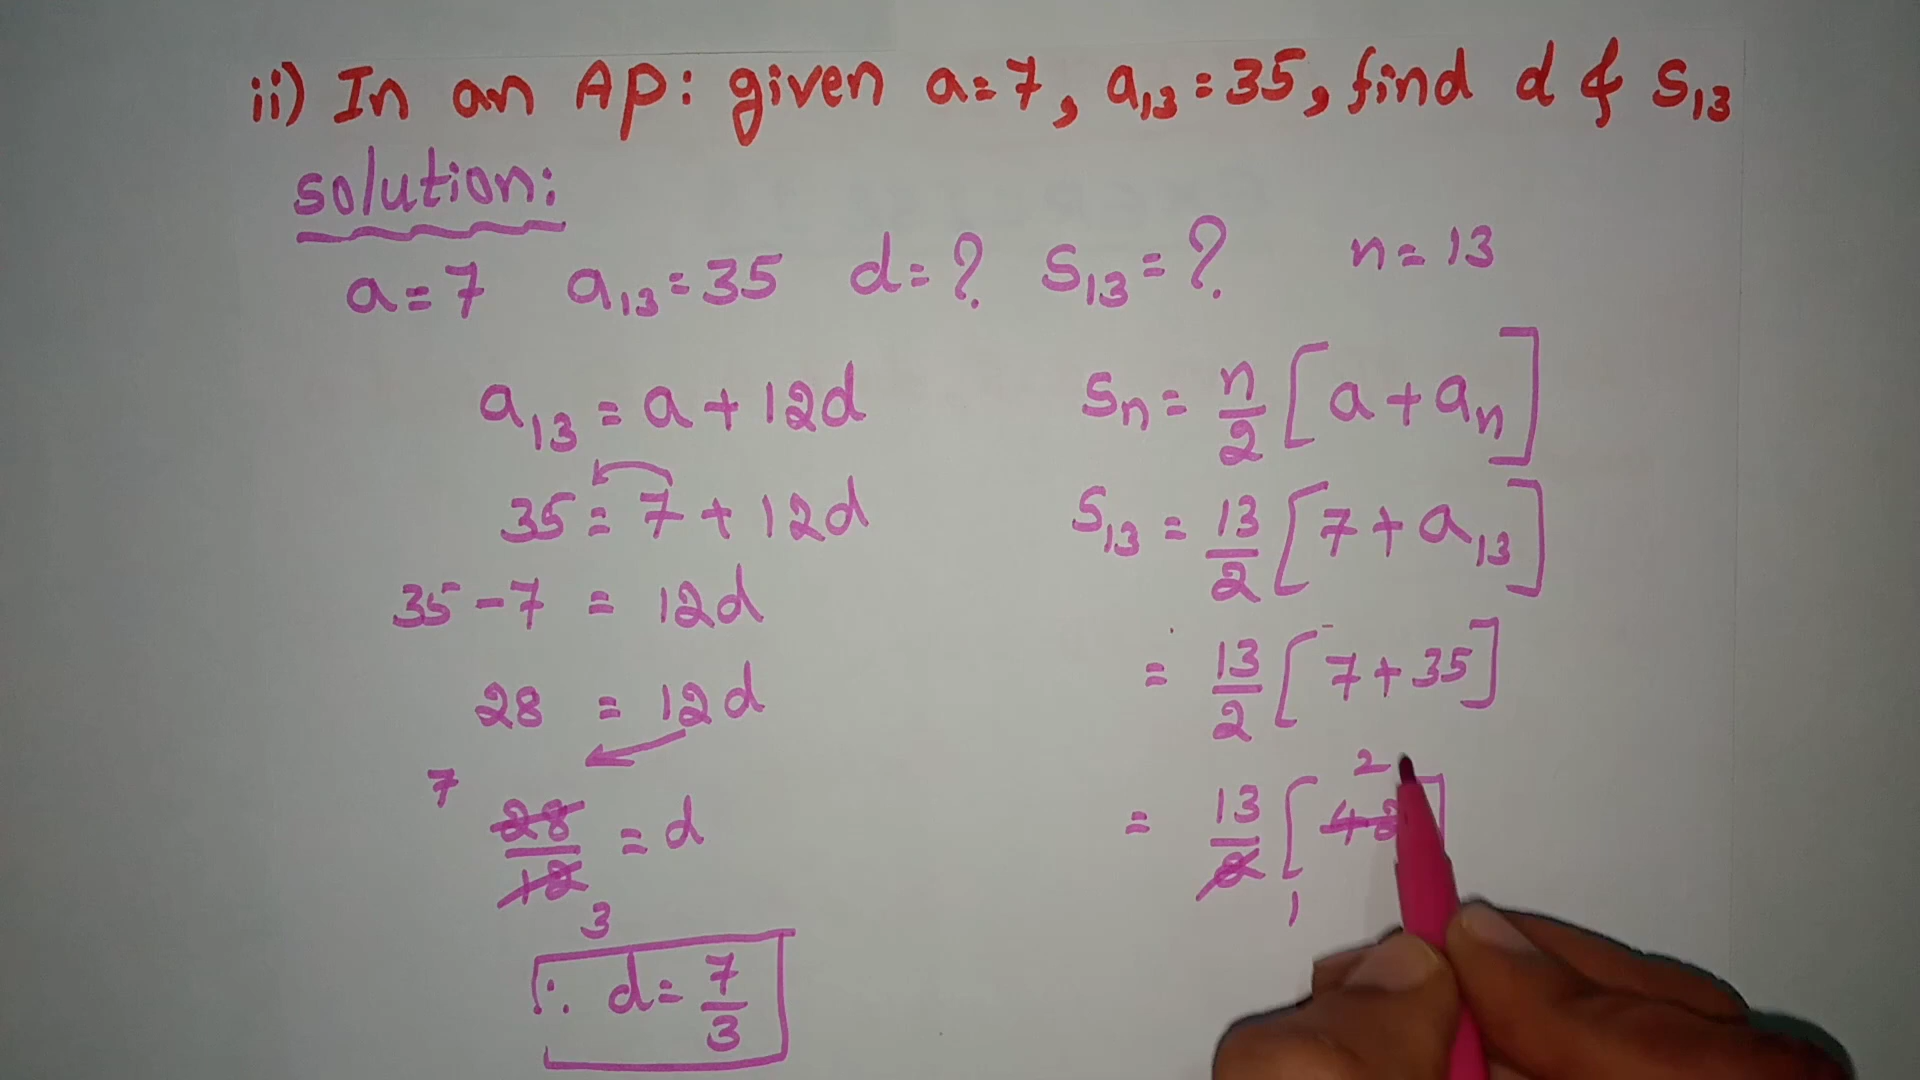 ii) In an AP: given a=7, a₁₃=35, find d & S₁₃
Solution:
a=7 a₁₃=35 d=? S₁₃=? n=13
a₁₃ = a+12d
35 = 7+12d
35-7 = 12d
28 = 12d
7
28/12 = d
3
∴ d= 7/3
Sn= n/2 [a+an]
S₁₃ = 13/2 [7+a₁₃]
= 13/2 [7+35]
2
= 13/2 [
1